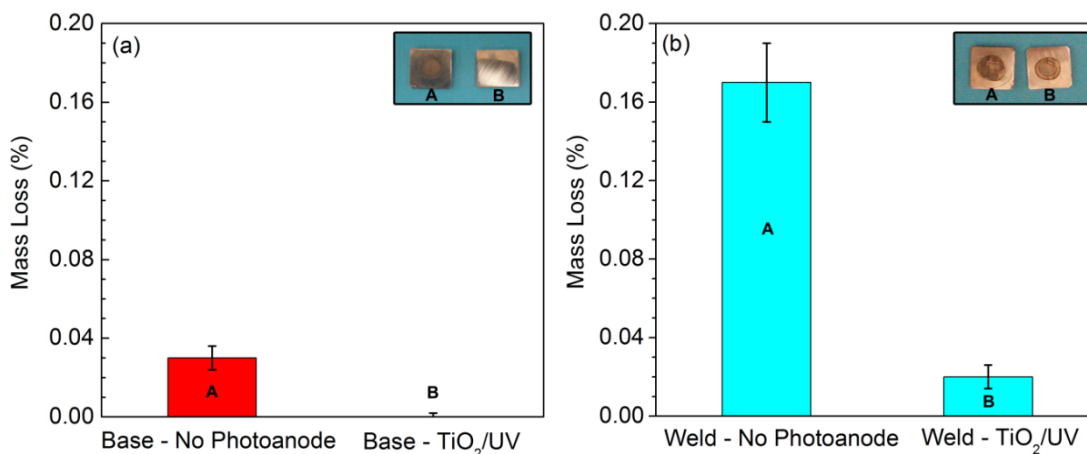 (a)
0.20
0.16
0.12
0.08
0.04
0.00
Mass Loss (%)
A B
A
B
Base - No Photoanode Base - TiO₂/UV
(b)
0.20
0.16
0.12
0.08
0.04
0.00
Mass Loss (%)
A B
A
B
Weld - No Photoanode Weld - TiO₂/UV